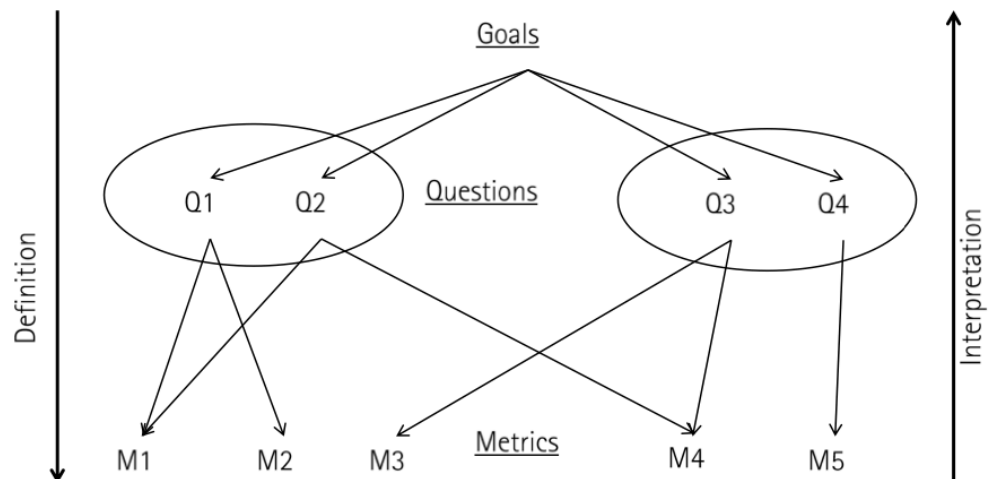 Goals
Q1 Q2 Questions Q3 Q4
Definition
Interpretation
M1 M2 M3 Metrics M4 M5